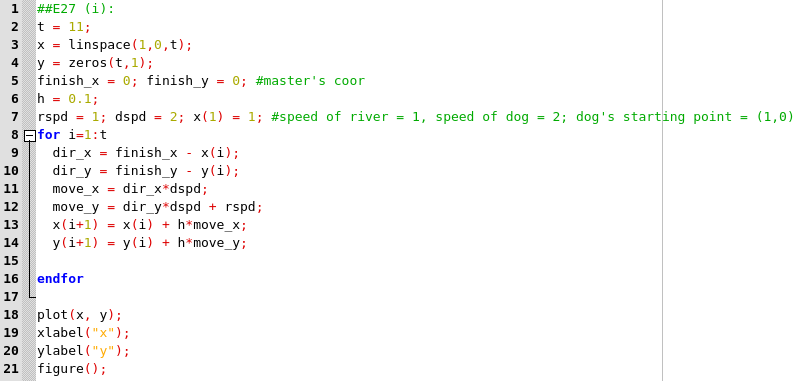 1 ##E27 (i):
2 t = 11;
3 x = linspace(1,0,t);
4 y = zeros(t,1);
5 finish_x = 0; finish_y = 0; #master's coor
6 h = 0.1;
7 rspd = 1; dspd = 2; x(1) = 1; #speed of river = 1, speed of dog = 2; dog's starting point = (1,0)
8 for i=1:t
9 dir_x = finish_x - x(i);
10 dir_y = finish_y - y(i);
11 move_x = dir_x*dspd;
12 move_y = dir_y*dspd + rspd;
13 x(i+1) = x(i) + h*move_x;
14 y(i+1) = y(i) + h*move_y;
15
16 endfor
17
18 plot(x, y);
19 xlabel("x");
20 ylabel("y");
21 figure();